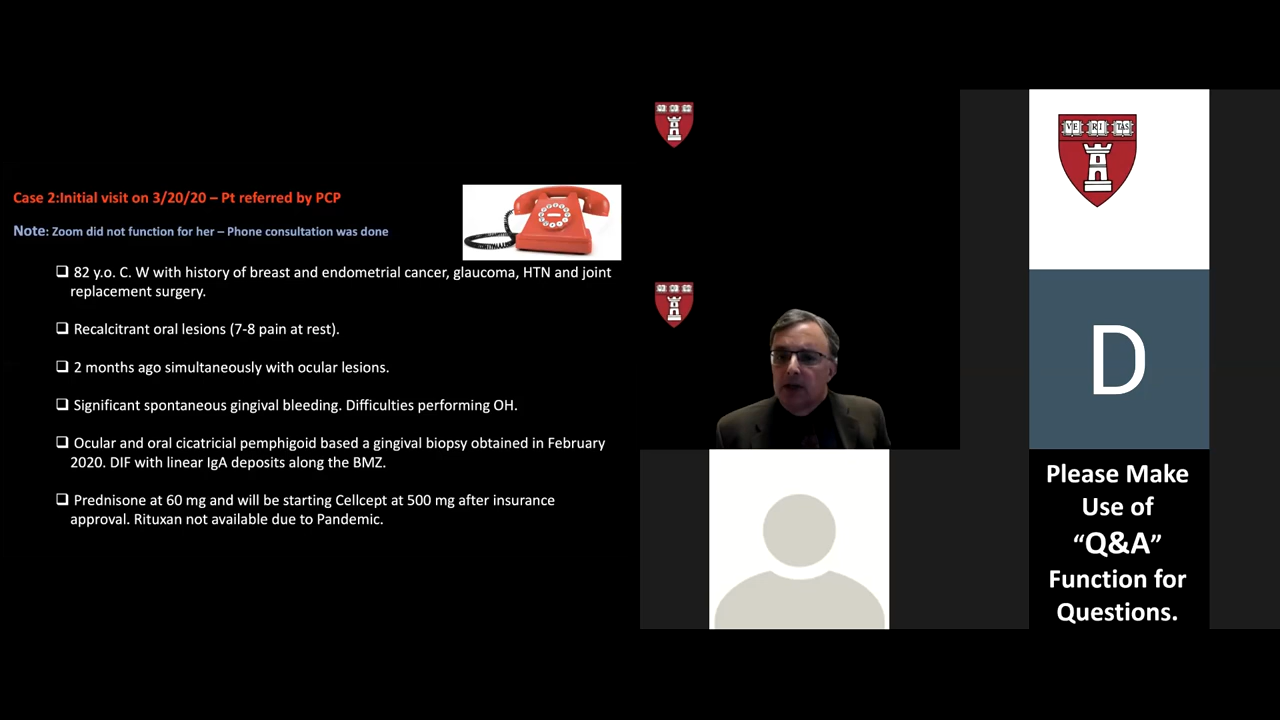 Case 2:Initial visit on 3/20/20 – Pt referred by PCP
Note: Zoom did not function for her – Phone consultation was done
❑ 82 y.o. C. W with history of breast and endometrial cancer, glaucoma, HTN and joint
replacement surgery.
❑ Recalcitrant oral lesions (7-8 pain at rest).
❑ 2 months ago simultaneously with ocular lesions.
❑ Significant spontaneous gingival bleeding. Difficulties performing OH.
❑ Ocular and oral cicatricial pemphigoid based a gingival biopsy obtained in February
2020. DIF with linear IgA deposits along the BMZ.
❑ Prednisone at 60 mg and will be starting Cellcept at 500 mg after insurance
approval. Rituxan not available due to Pandemic.
VE RI TAS
D
Please Make
Use of
“Q&A”
Function for
Questions.